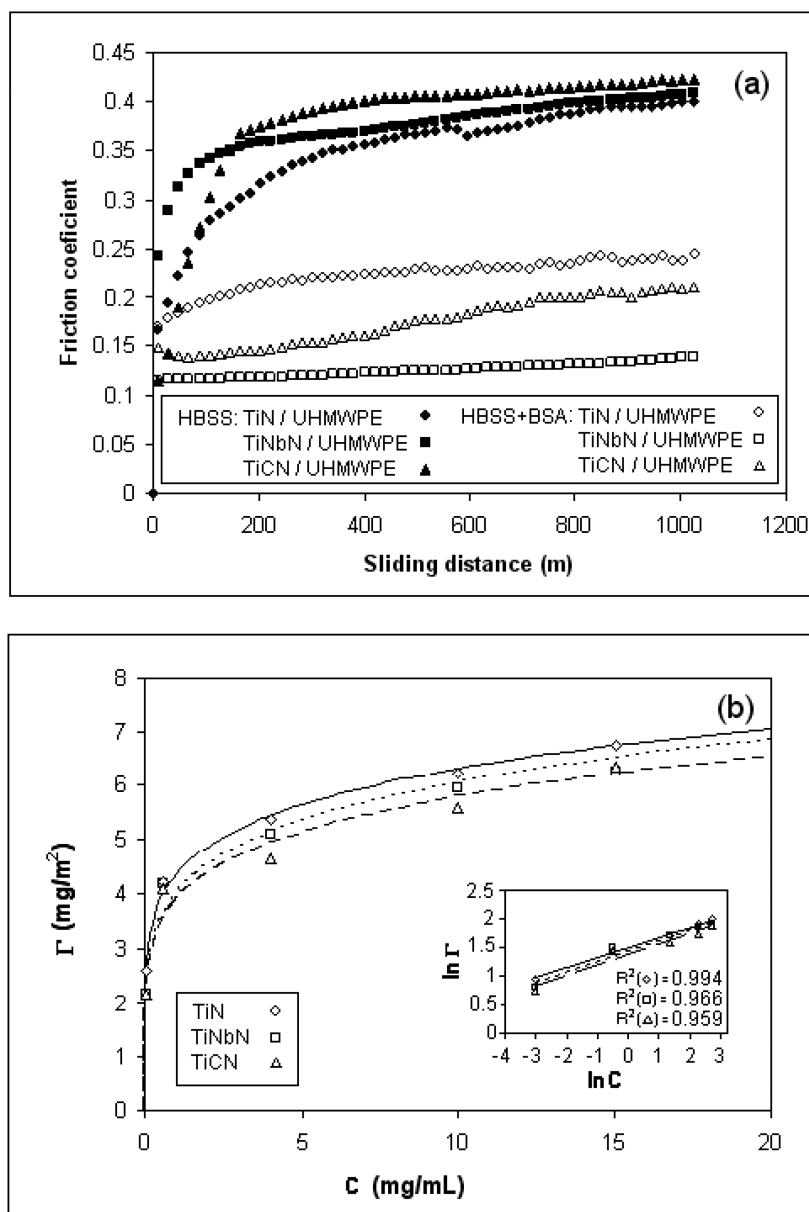 (a)
0.45
0.4
0.35
0.3
0.25
0.2
0.15
0.1
0.05
0
Friction coeficient
HBSS: TiN / UHMWPE
TiNbN / UHMWPE
TiCN / UHMWPE
HBSS+BSA: TiN / UHMWPE
TiNbN / UHMWPE
TiCN / UHMWPE
0 200 400 600 800 1000 1200
Sliding distance (m)
(b)
8
7
6
5
4
3
2
1
0
Γ (mg/m²)
TiN
TiNbN
TiCN
2.5
2
1.5
1
0.5
0
ln Γ
R²(◇)=0.994
R²(□)=0.966
R²(△)=0.959
-4 -3 -2 -1 0 1 2 3
ln C
0 5 10 15 20
C (mg/mL)